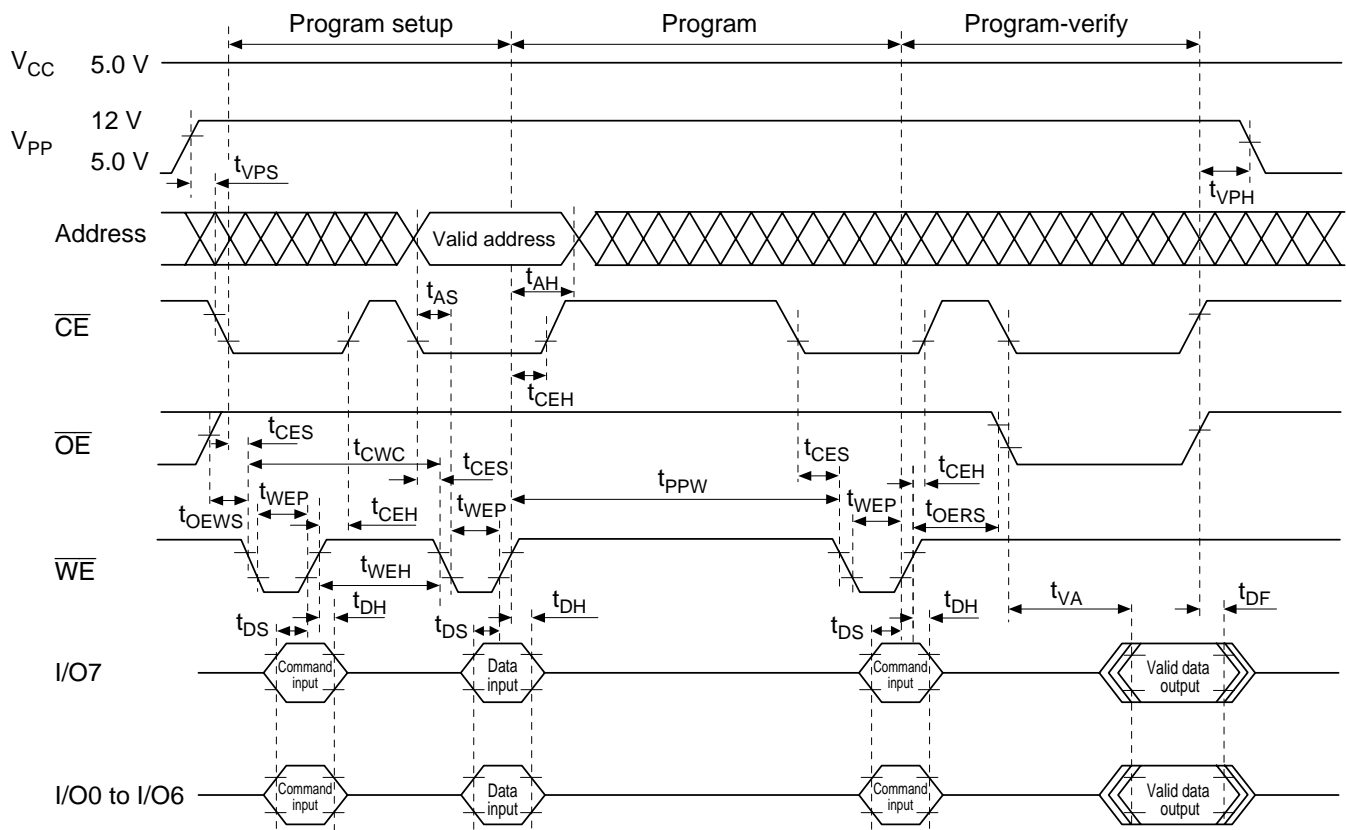 Program setup Program Program-verify
VCC 5.0 V
12 V
VPP
5.0 V
tVPS
tVPH
Address Valid address
tAH
tAS
CE
tCEH
OE tCES
tCWC tCES tCES
tCEH
tPPW
tWEP tWEP tWEP
tOEWS tCEH tOERS
WE
tWEH
tDH tDH tDH tVA tDF
tDS tDS tDS
I/O7 Command input Data input Command input Valid data output
I/O0 to I/O6 Command input Data input Command input Valid data output